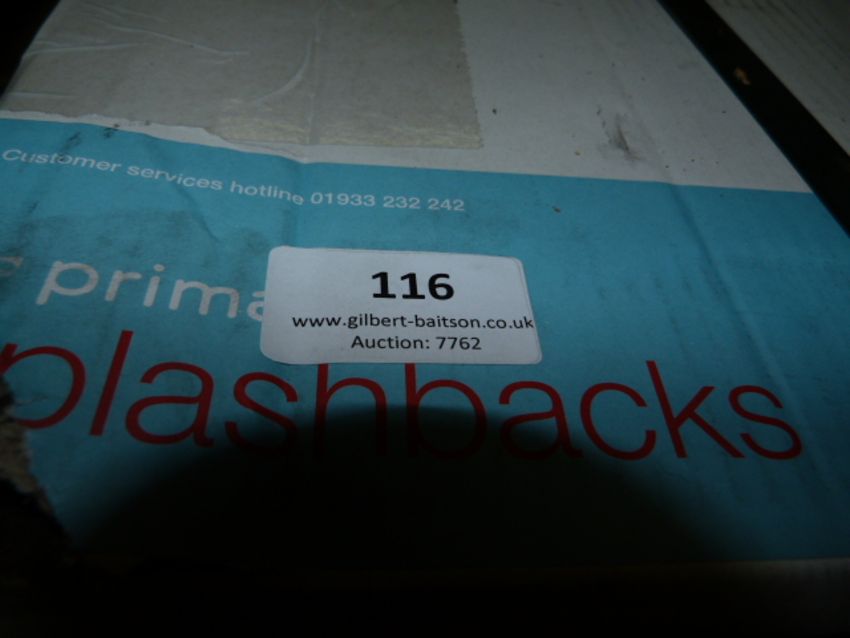 Customer services hotline 01933 232 242
prima
116
www.gilbert-baitson.co.uk
Auction: 7762
plashbacks